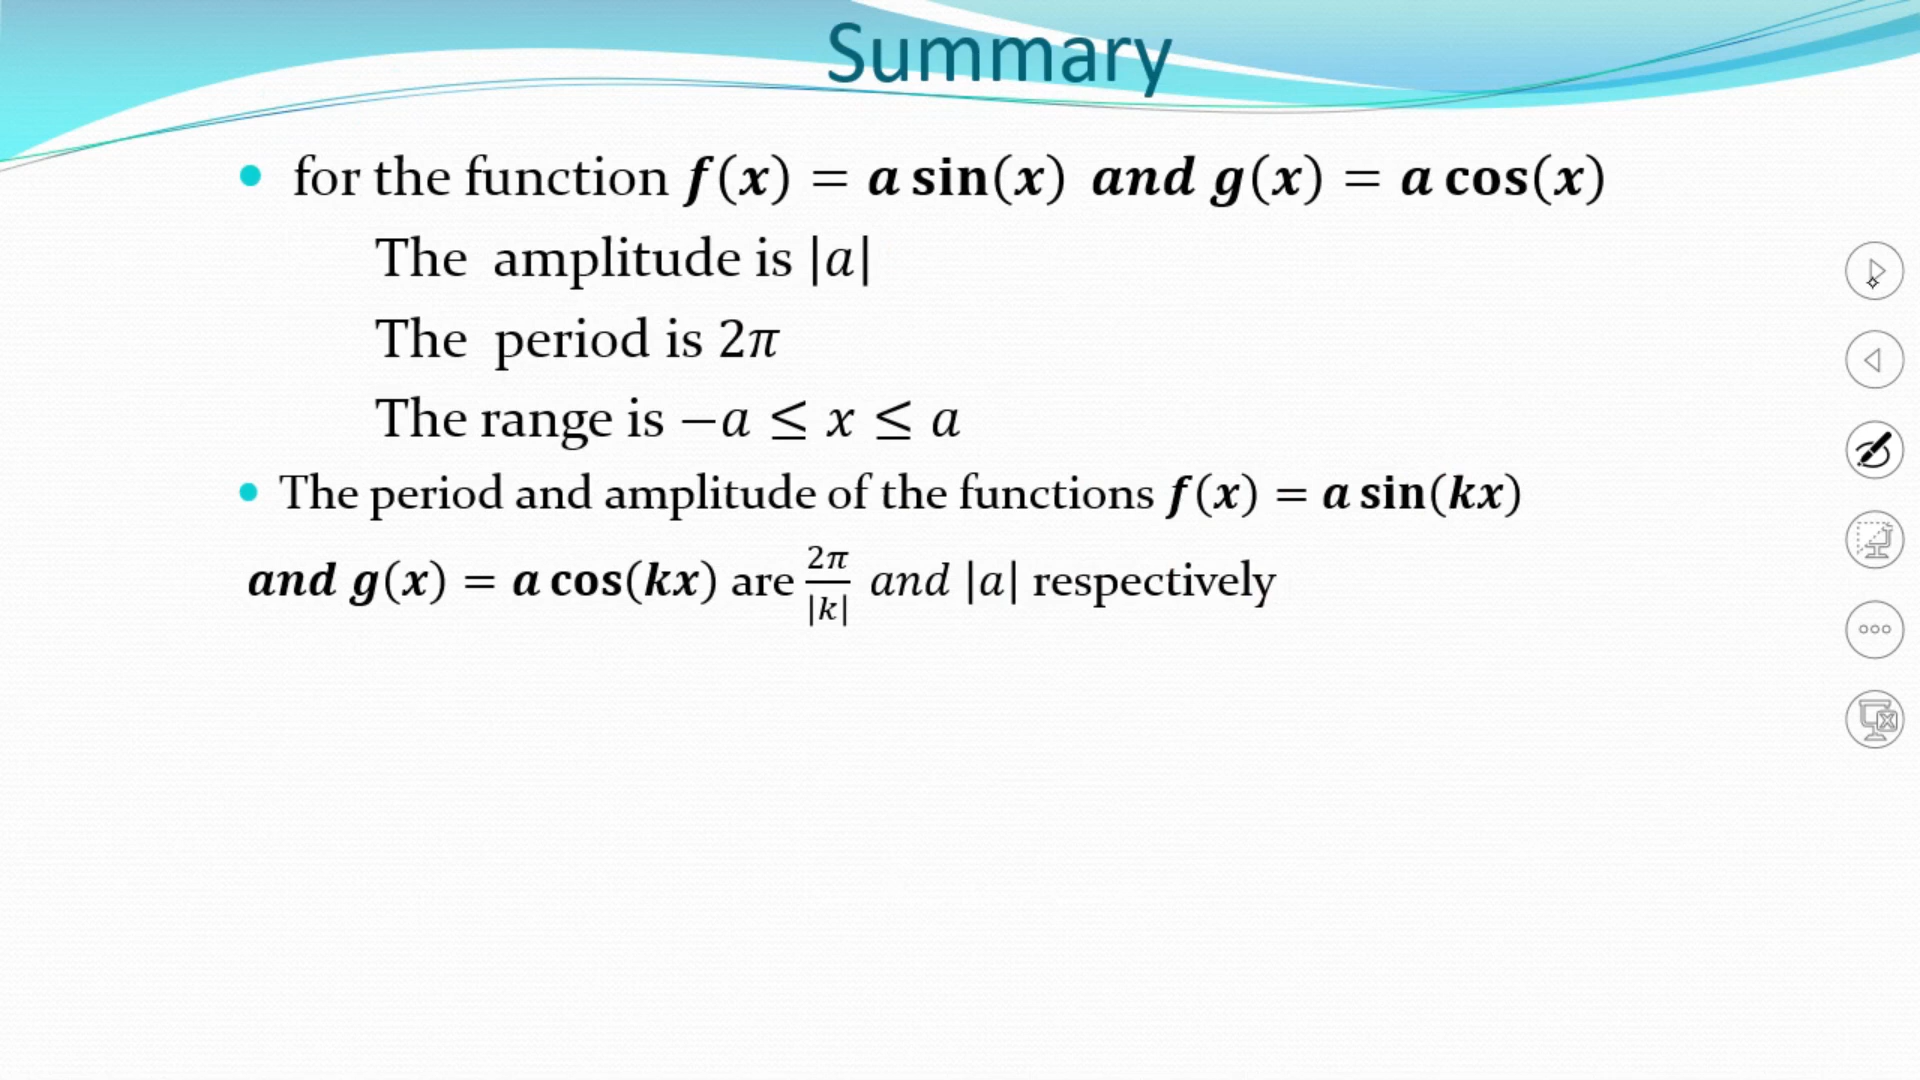 Summary
• for the function f(x) = a sin(x) and g(x) = a cos(x)
The amplitude is |a|
The period is 2π
The range is −a ≤ x ≤ a
• The period and amplitude of the functions f(x) = a sin(kx)
and g(x) = a cos(kx) are 2π/|k| and |a| respectively